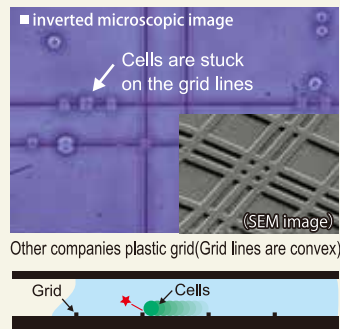 ■ inverted microscopic image
Cells are stuck
on the grid lines
(SEM image)
Other companies plastic grid(Grid lines are convex)
Grid
Cells